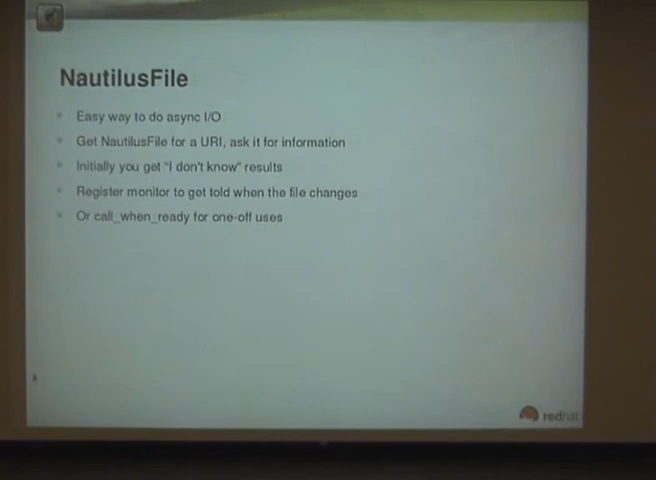 NautilusFile
Easy way to do async I/O
Get NautilusFile for a URI, ask it for information
Initially you get "I don't know" results
Register monitor to get told when the file changes
Or call_when_ready for one-off uses
redhat